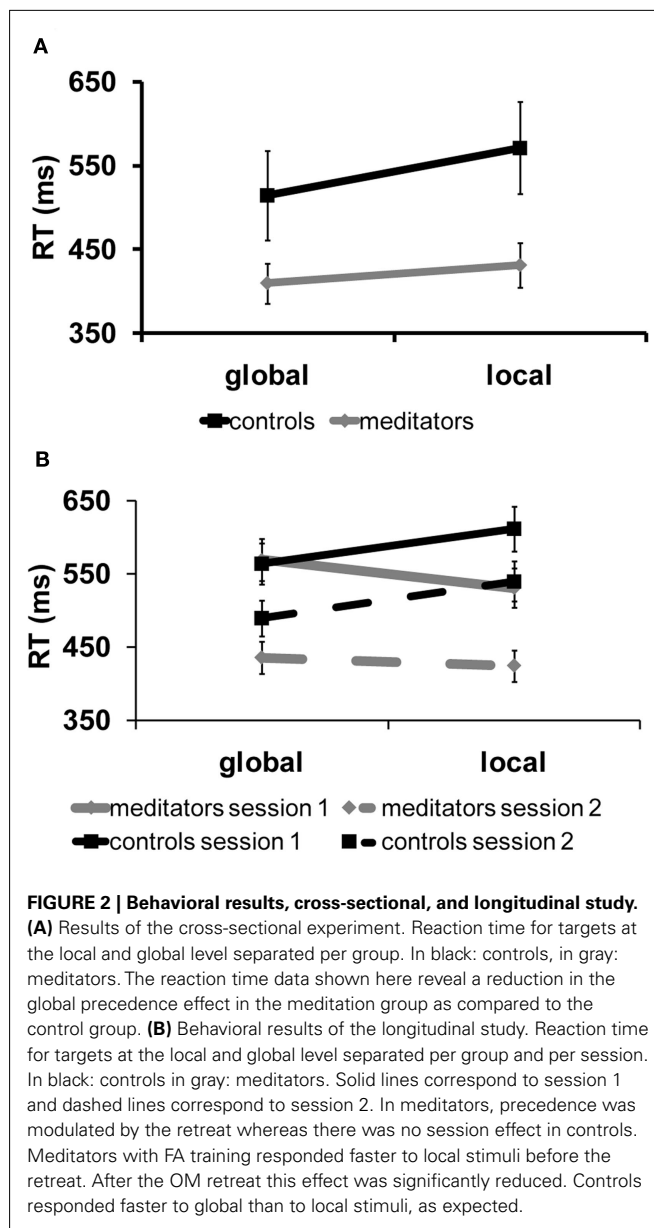 A
650
550
450
350
RT (ms)
global local
controls meditators
B
650
550
450
350
RT (ms)
global local
meditators session 1 meditators session 2
controls session 1 controls session 2
FIGURE 2 | Behavioral results, cross-sectional, and longitudinal study.
(A) Results of the cross-sectional experiment. Reaction time for targets at
the local and global level separated per group. In black: controls, in gray:
meditators. The reaction time data shown here reveal a reduction in the
global precedence effect in the meditation group as compared to the
control group. (B) Behavioral results of the longitudinal study. Reaction time
for targets at the local and global level separated per group and per session.
In black: controls in gray: meditators. Solid lines correspond to session 1
and dashed lines correspond to session 2. In meditators, precedence was
modulated by the retreat whereas there was no session effect in controls.
Meditators with FA training responded faster to local stimuli before the
retreat. After the OM retreat this effect was significantly reduced. Controls
responded faster to global than to local stimuli, as expected.